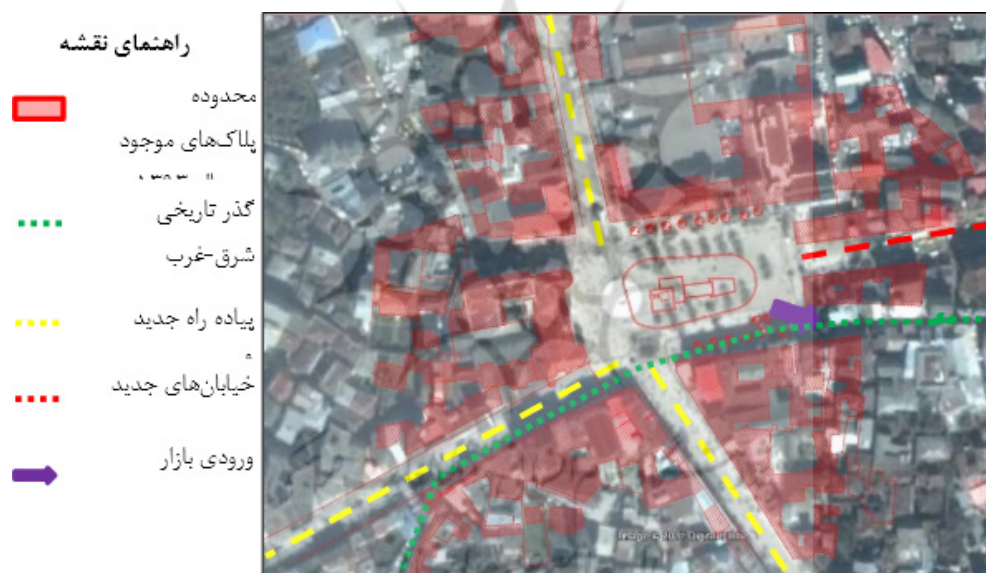 راهنمای نقشه
محدوده
پلاک‌های موجود
گذر تاریخی
شرق-غرب
پیاده راه جدید
خیابان‌های جدید
ورودی بازار